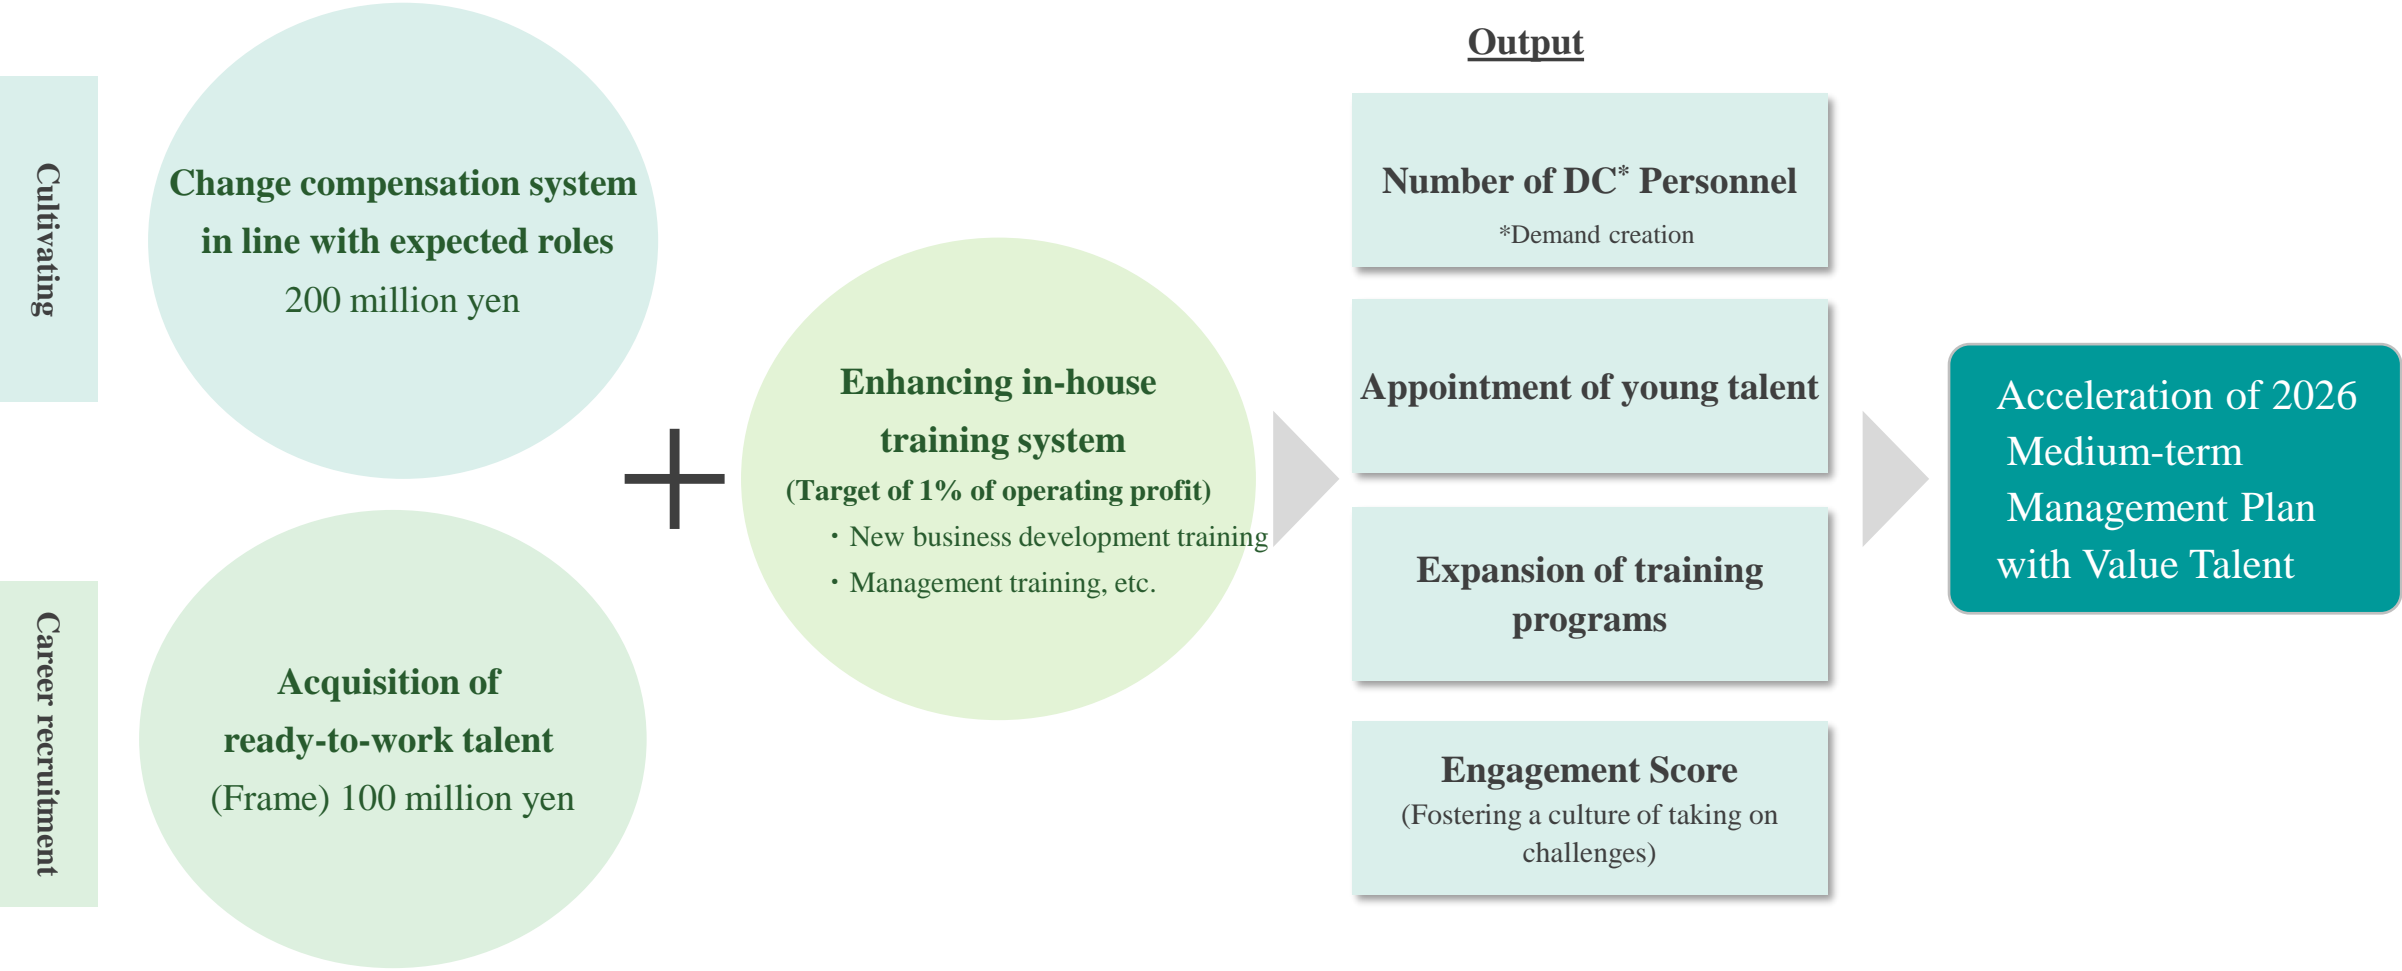 Cultivating
Change compensation system
in line with expected roles
200 million yen
Career recruitment
Acquisition of
ready-to-work talent
(Frame) 100 million yen
+
Enhancing in-house
training system
(Target of 1% of operating profit)
・New business development training
・Management training, etc.
Output
Number of DC* Personnel
*Demand creation
Appointment of young talent
Expansion of training
programs
Engagement Score
(Fostering a culture of taking on
challenges)
Acceleration of 2026
Medium-term
Management Plan
with Value Talent